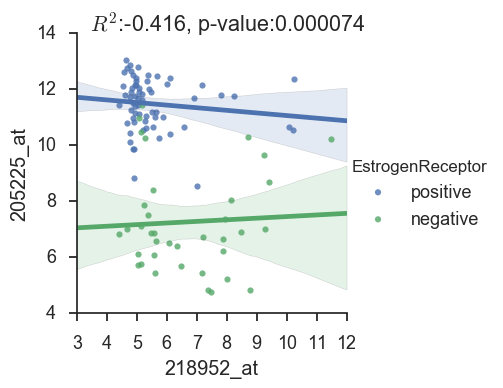 R²:-0.416, p-value:0.000074
14
12
10
8
6
4
205225_at
3 4 5 6 7 8 9 10 11 12
218952_at
EstrogenReceptor
positive
negative